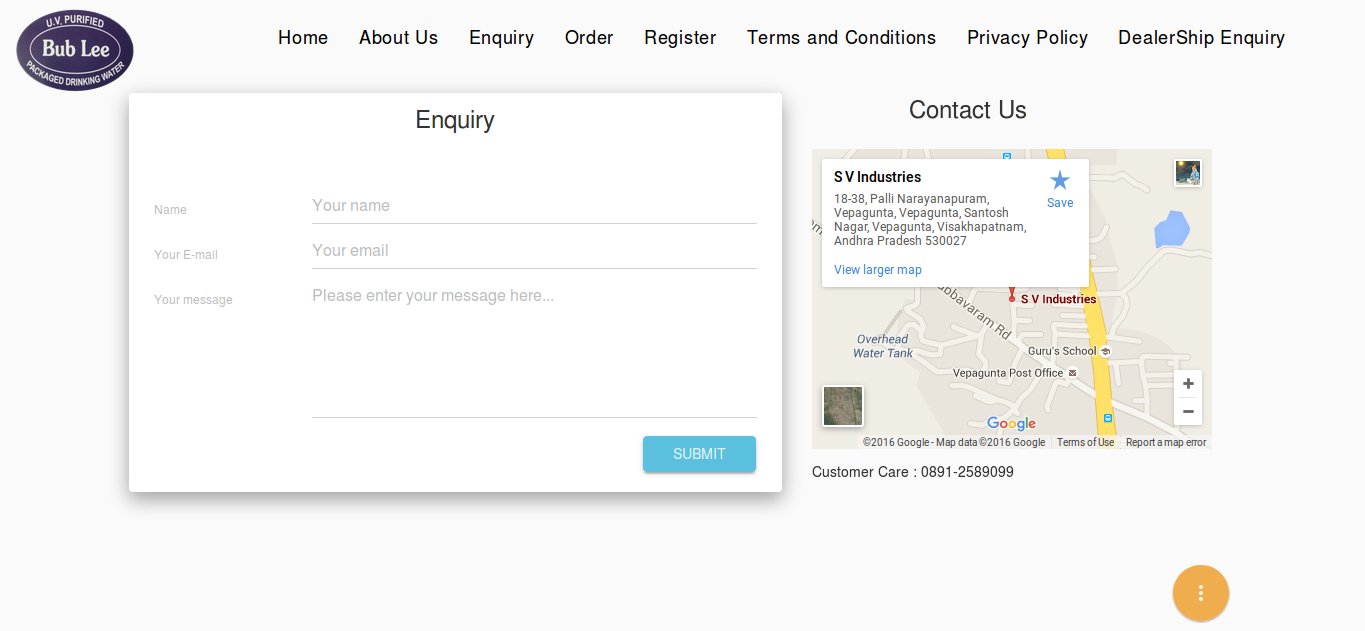 U.V. PURIFIED
Bub Lee
PACKAGED DRINKING WATER
Home About Us Enquiry Order Register Terms and Conditions Privacy Policy DealerShip Enquiry
Enquiry
Name Your name
Your E-mail Your email
Your message Please enter your message here...
SUBMIT
Contact Us
S V Industries
18-38, Palli Narayanapuram,
Vepagunta, Vepagunta, Santosh
Nagar, Vepagunta, Visakhapatnam,
Andhra Pradesh 530027
Save
View larger map
S V Industries
bbavaram Rd
Overhead
Water Tank
Guru's School
Vepagunta Post Office
+
−
Google
©2016 Google - Map data ©2016 Google Terms of Use Report a map error
Customer Care : 0891-2589099